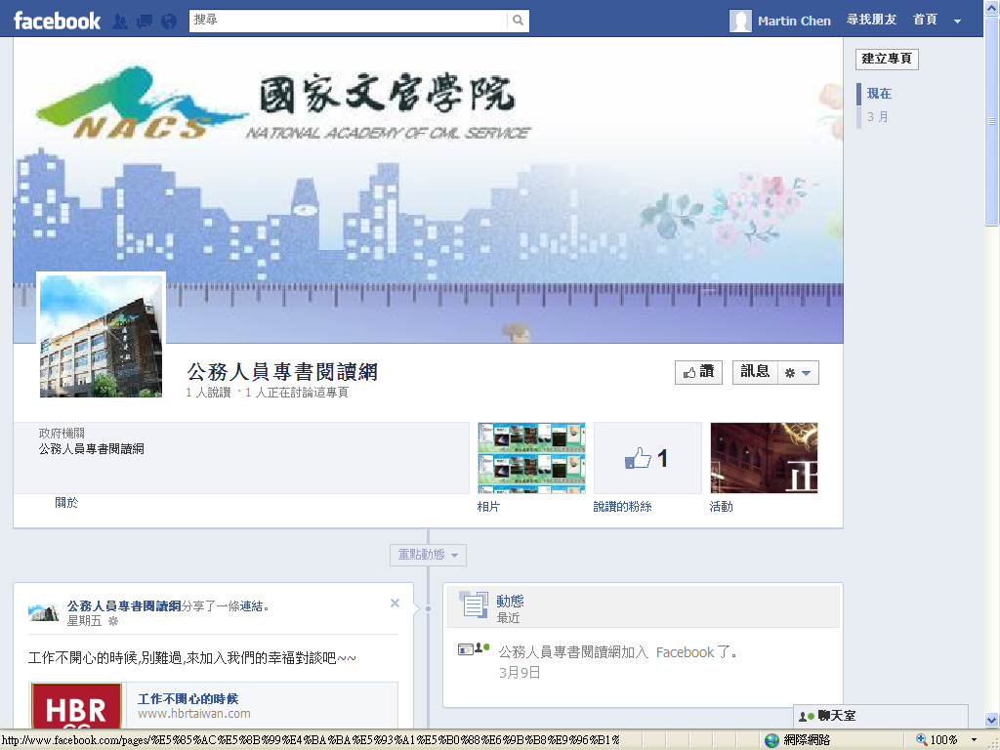 facebook
搜尋
Martin Chen
尋找朋友
首頁
建立專頁
現在
3 月
國家文官學院
NACS
NATIONAL ACADEMY OF CIVIL SERVICE
公務人員專書閱讀網
1 人說讚 · 1 人正在討論這專頁
讚
訊息
政府機關
公務人員專書閱讀網
關於
相片
1
說讚的粉絲
活動
重點動態
公務人員專書閱讀網分享了一條連結。
星期五
工作不開心的時候,別難過,來加入我們的幸福對談吧~~
HBR
工作不開心的時候
www.hbrtaiwan.com
動態
最近
公務人員專書閱讀網加入 Facebook 了。
3月9日
聊天室
http://www.facebook.com/pages/%E5%85%AC%E5%8B%99%E4%BA%BA%E5%93%A1%E5%B0%88%E6%9B%B8%E9%96%B1%
網際網路
100%